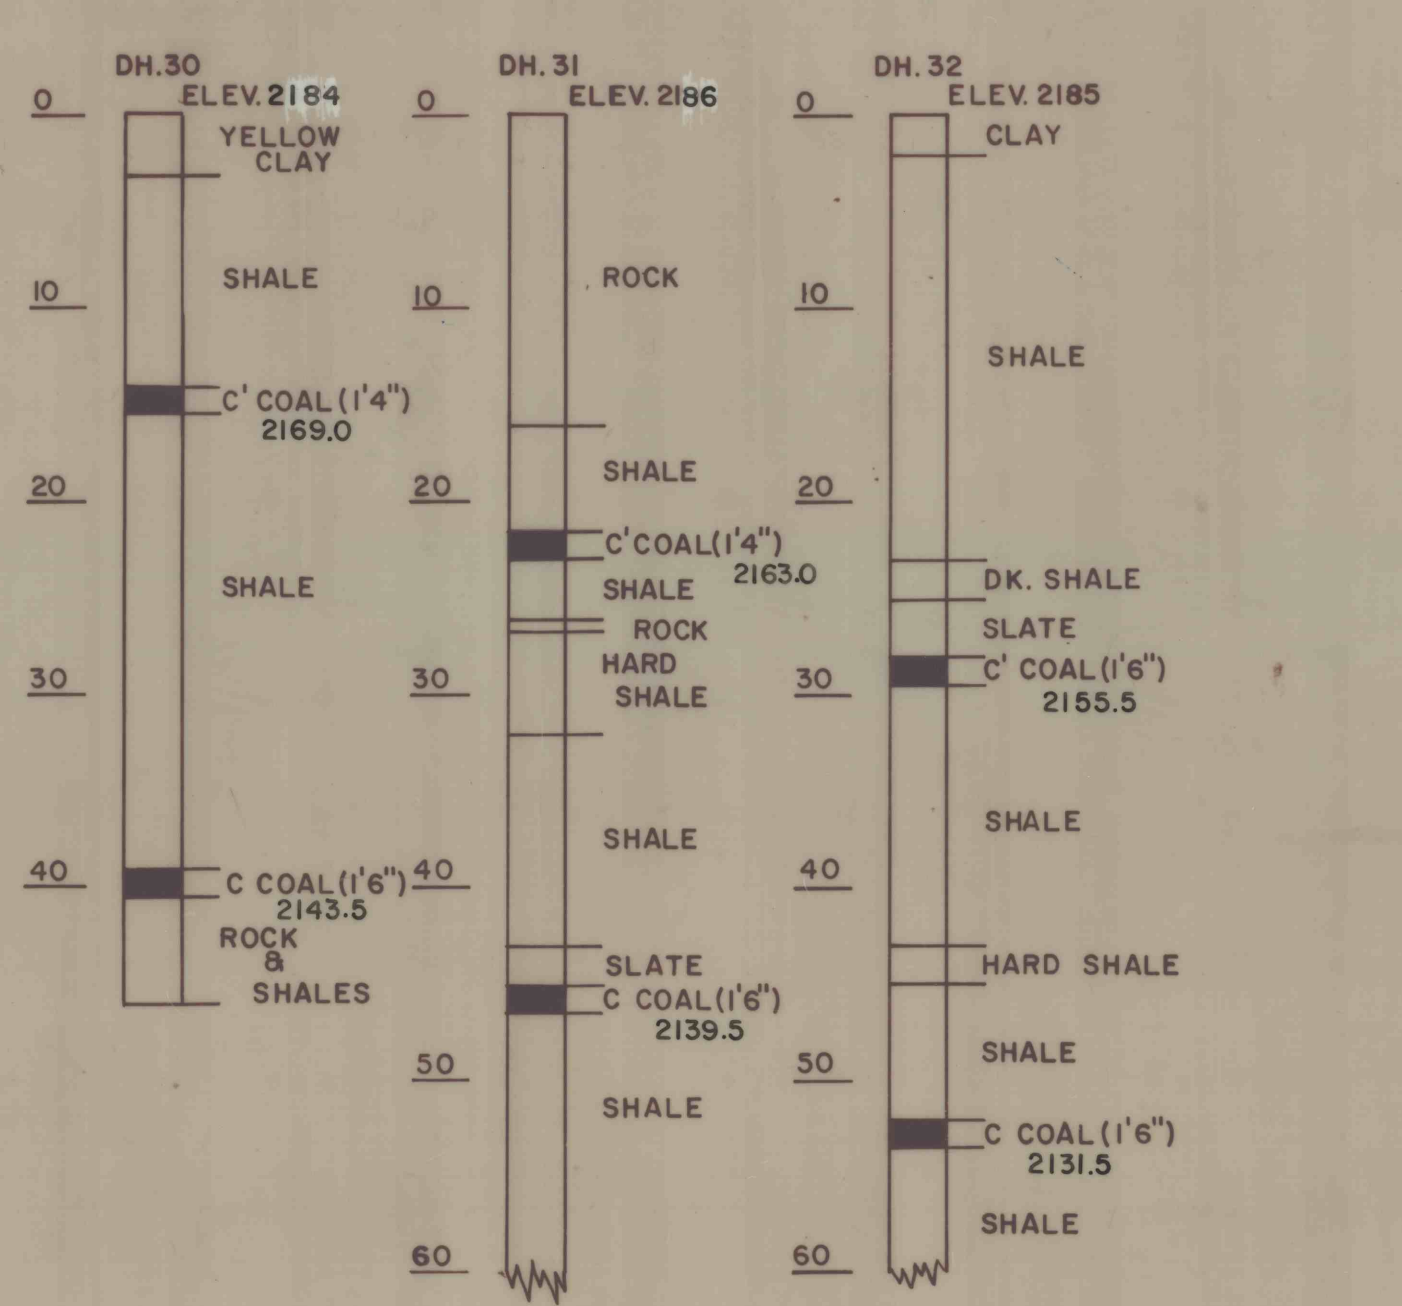 DH.30
ELEV. 2184
0
YELLOW
CLAY
SHALE
10
C' COAL (1'4")
2169.0
20
SHALE
30
40
C COAL (1'6")
2143.5
ROCK
&
SHALES
DH. 31
ELEV. 2186
0
ROCK
10
SHALE
20
C' COAL (1'4")
2163.0
SHALE
ROCK
HARD
SHALE
30
SHALE
40
SLATE
C COAL (1'6")
2139.5
50
SHALE
60
DH. 32
ELEV. 2185
0
CLAY
10
SHALE
20
DK. SHALE
SLATE
C' COAL (1'6")
2155.5
30
SHALE
40
HARD SHALE
SHALE
50
C COAL (1'6")
2131.5
SHALE
60